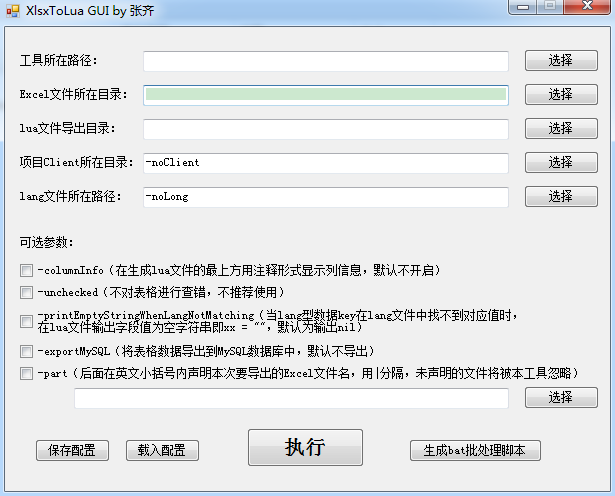 XlsxToLua GUI by 张齐
工具所在路径： 选择
Excel文件所在目录： 选择
lua文件导出目录： 选择
项目Client所在目录： -noClient 选择
lang文件所在路径： -noLong 选择
可选参数：
-columnInfo（在生成lua文件的最上方用注释形式显示列信息，默认不开启）
-unchecked（不对表格进行查错，不推荐使用）
-printEmptyStringWhenLangNotMatching（当lang型数据key在lang文件中找不到对应值时，
在lua文件输出字段值为空字符串即xx = ""，默认为输出nil）
-exportMySQL（将表格数据导出到MySQL数据库中，默认不导出）
-part（后面在英文小括号内声明本次要导出的Excel文件名，用|分隔，未声明的文件将被本工具忽略）
选择
保存配置 载入配置 执行 生成bat批处理脚本